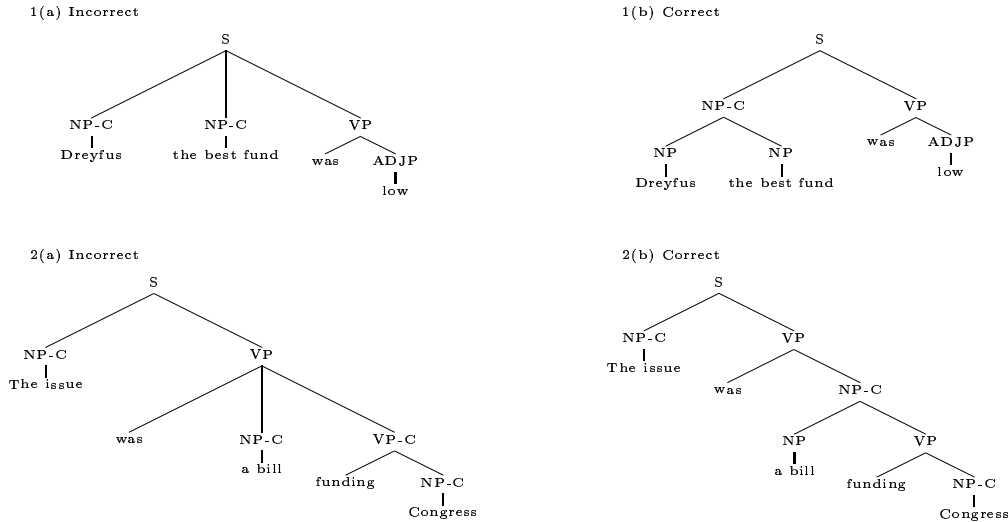 1(a) Incorrect
1(b) Correct
S
S
NP-C
NP-C
VP
Dreyfus
the best fund
was
ADJP
low
NP-C
VP
NP
NP
was
ADJP
Dreyfus
the best fund
low
2(a) Incorrect
2(b) Correct
S
NP-C
VP
The issue
was
NP-C
VP-C
a bill
funding
NP-C
Congress
S
NP-C
VP
The issue
was
NP-C
NP
VP
a bill
funding
NP-C
Congress